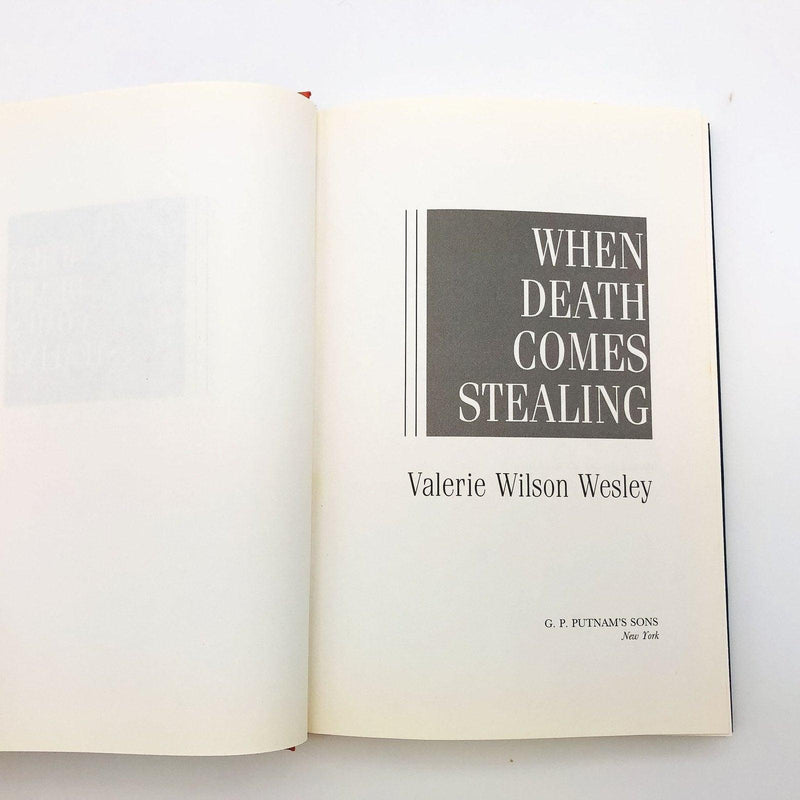 WHEN
DEATH
COMES
STEALING
Valerie Wilson Wesley
G. P. PUTNAM'S SONS
New York